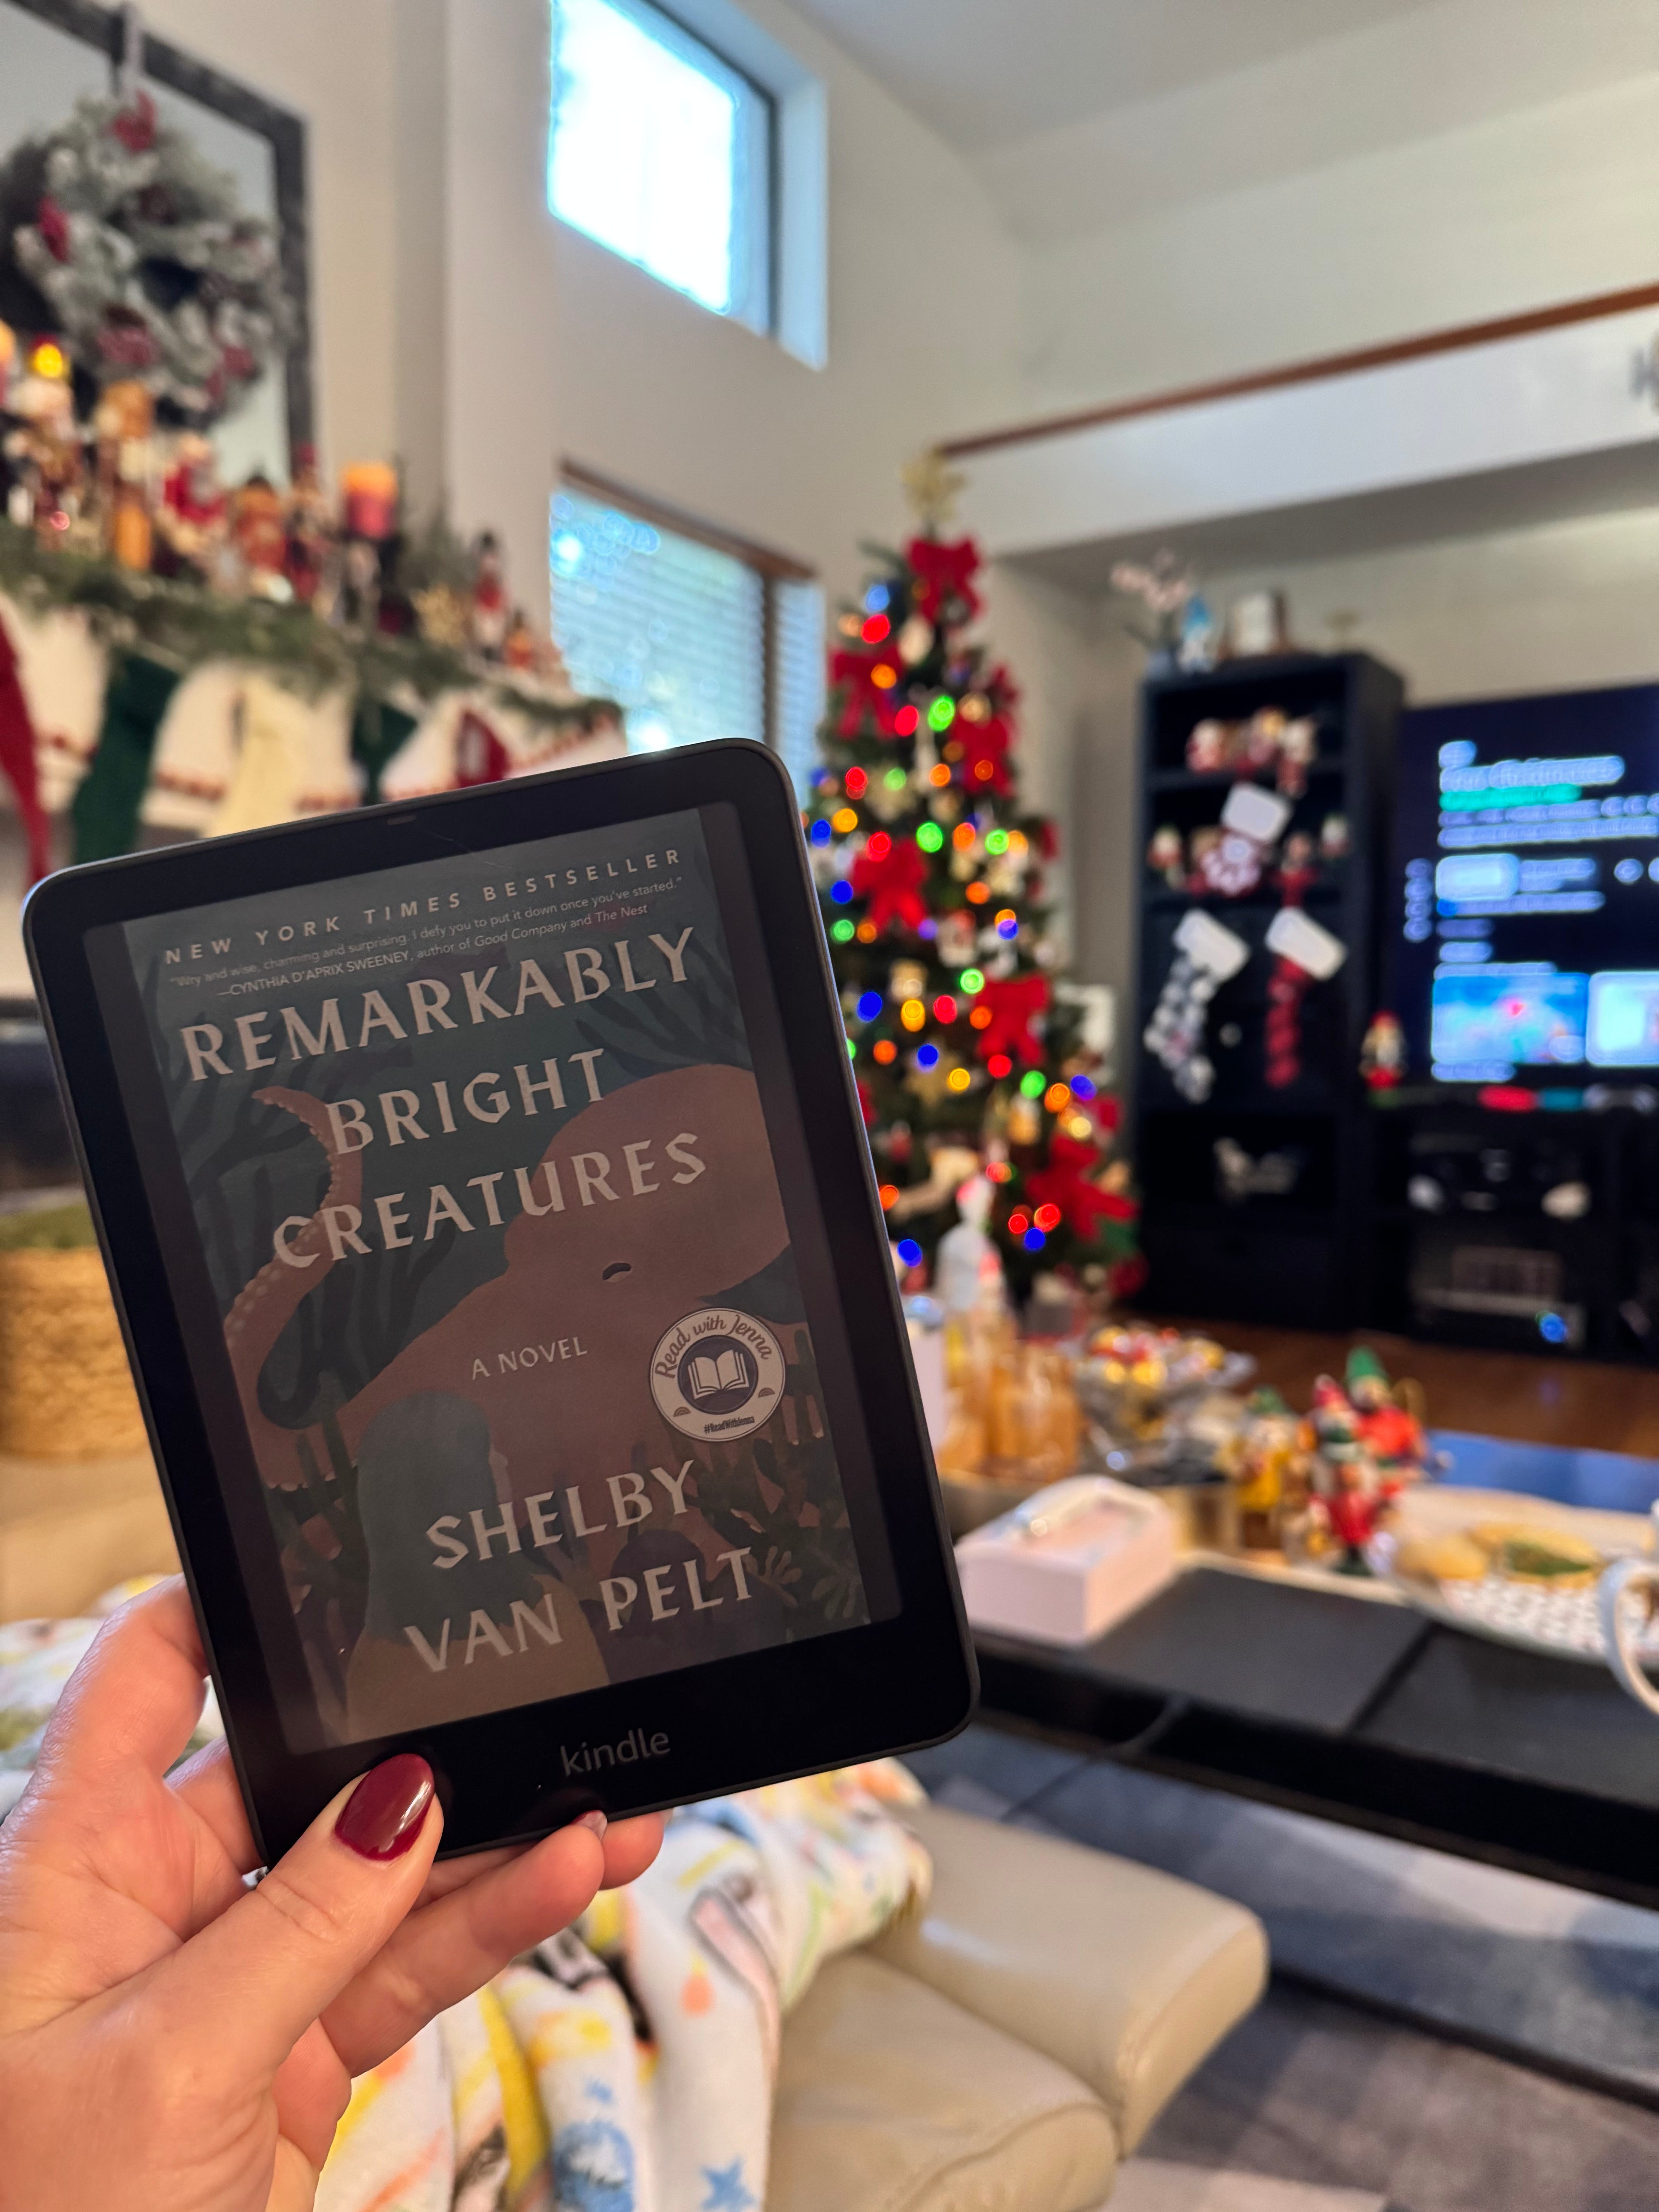 NEW YORK TIMES BESTSELLER
"Wry and wise, charming and surprising. I defy you to put it down once you've started."
—CYNTHIA D'APRIX SWEENEY, author of Good Company and The Nest
REMARKABLY
BRIGHT
CREATURES
A NOVEL
Read with Jenna
#ReadWithJenna
SHELBY
VAN PELT
kindle